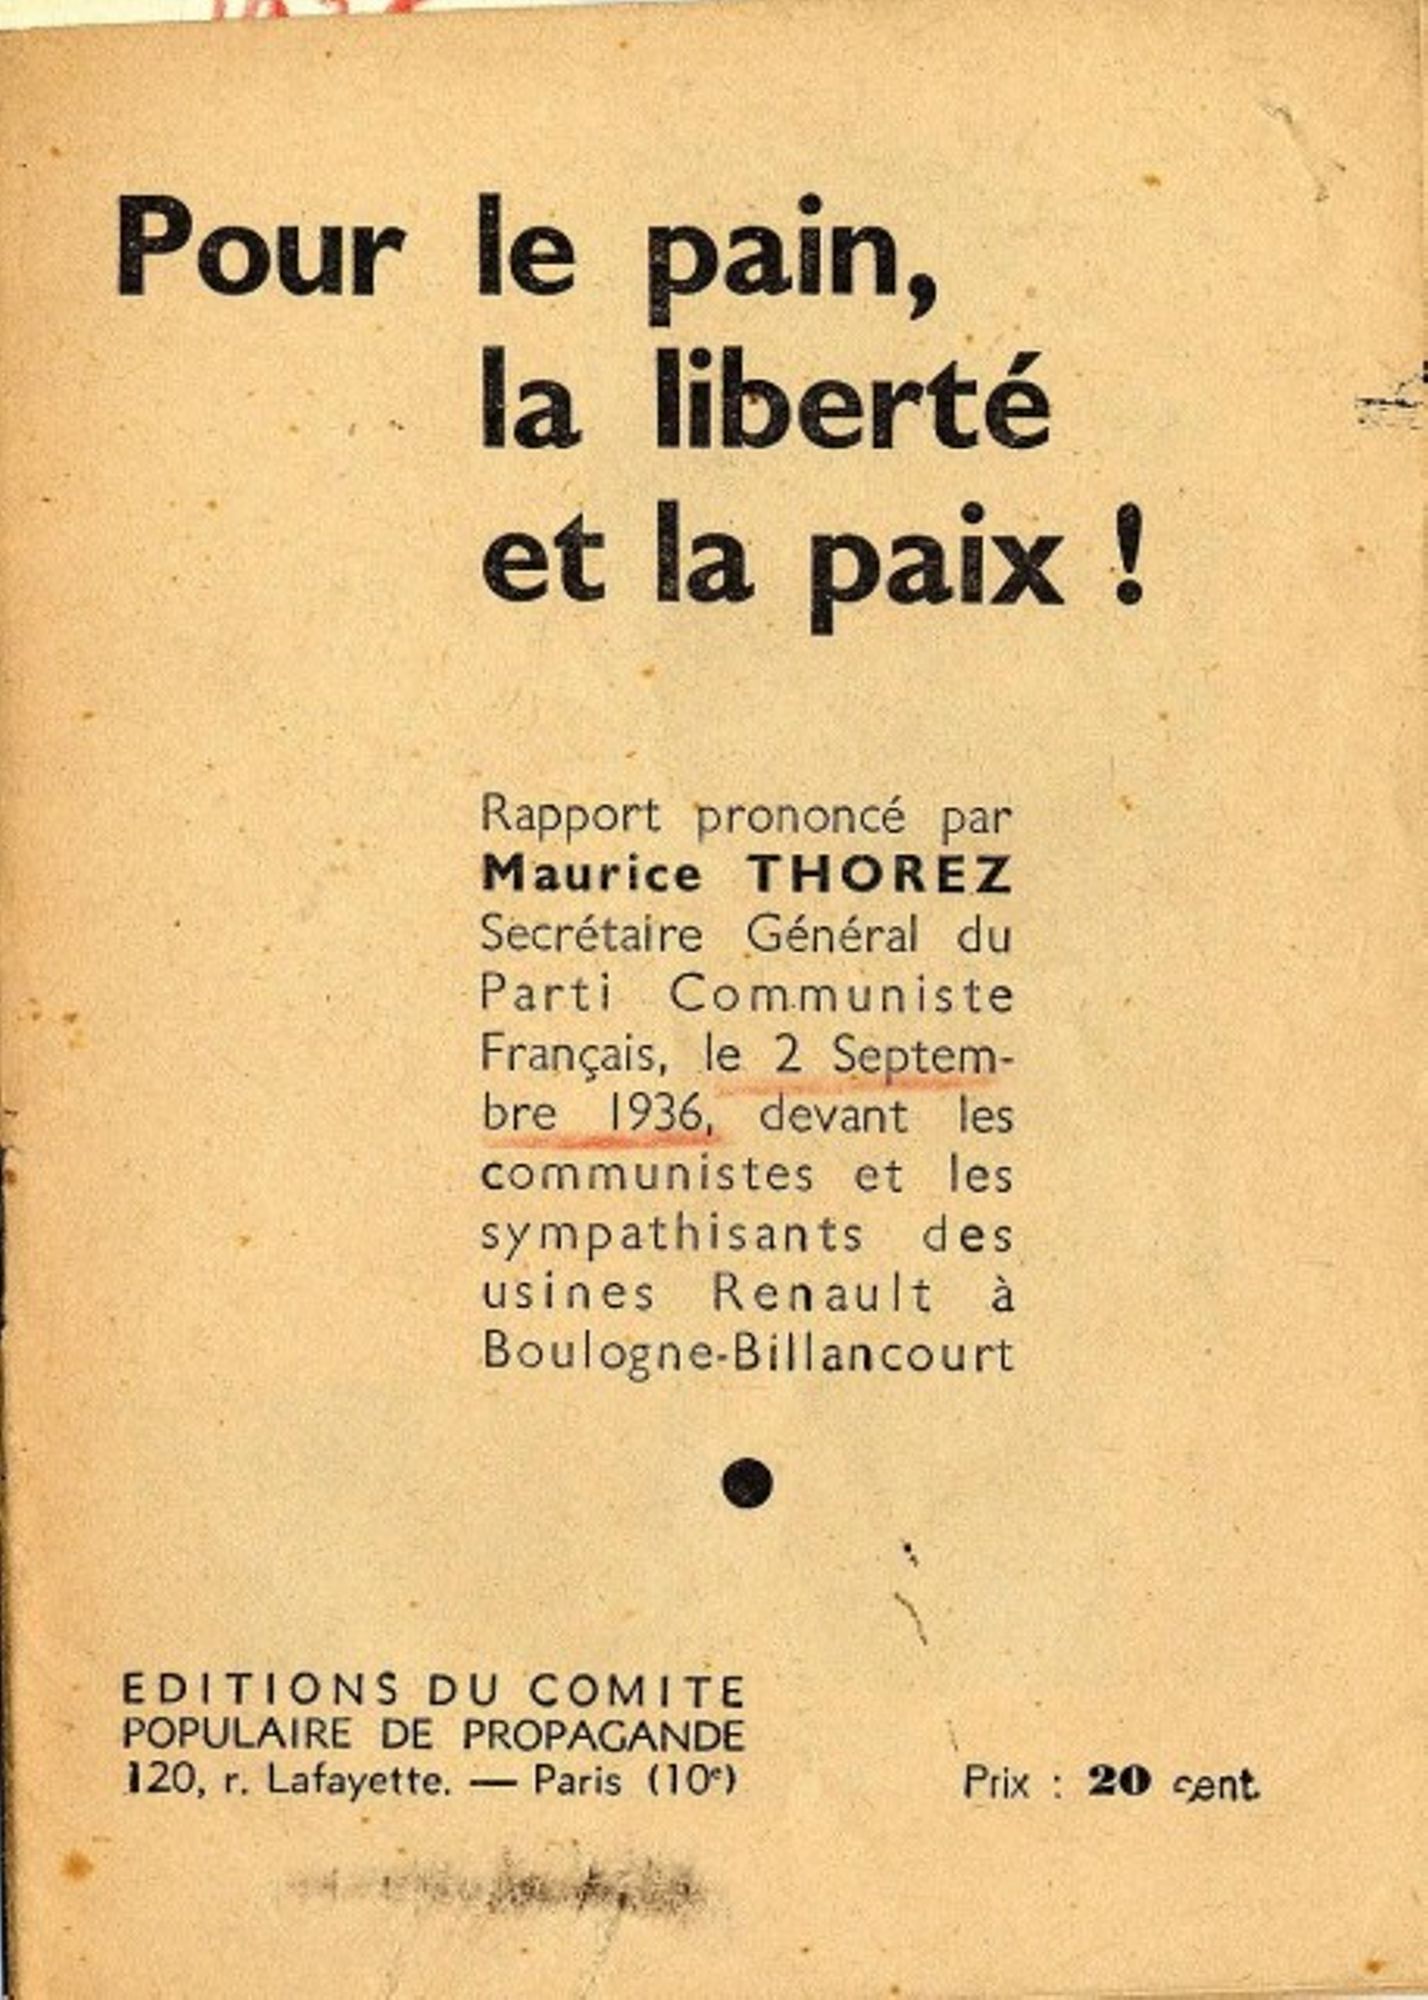 Pour le pain,
la liberté
et la paix !
Rapport prononcé par
Maurice THOREZ
Secrétaire Général du
Parti Communiste
Français, le 2 Septem-
bre 1936, devant les
communistes et les
sympathisants des
usines Renault à
Boulogne-Billancourt
EDITIONS DU COMITE
POPULAIRE DE PROPAGANDE
120, r. Lafayette. — Paris (10e)
Prix : 20 cent.